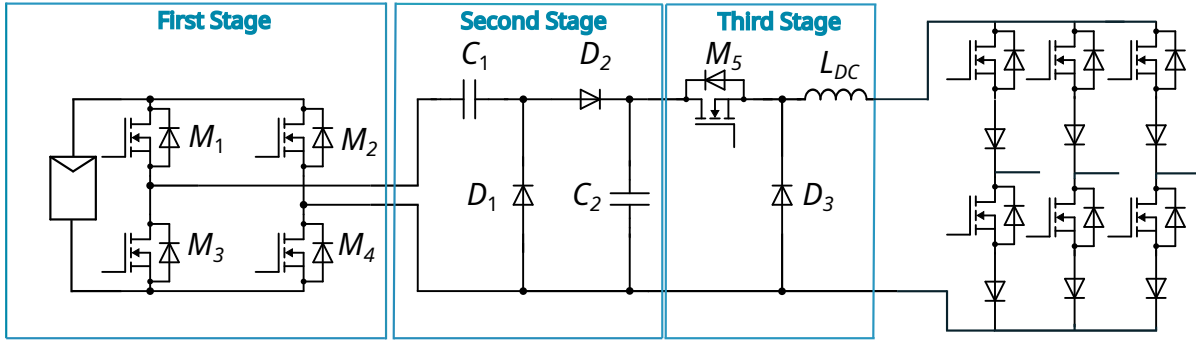 First Stage
Second Stage
Third Stage
C1
D2
M5
LDC
M1
M2
D1
C2
D3
M3
M4